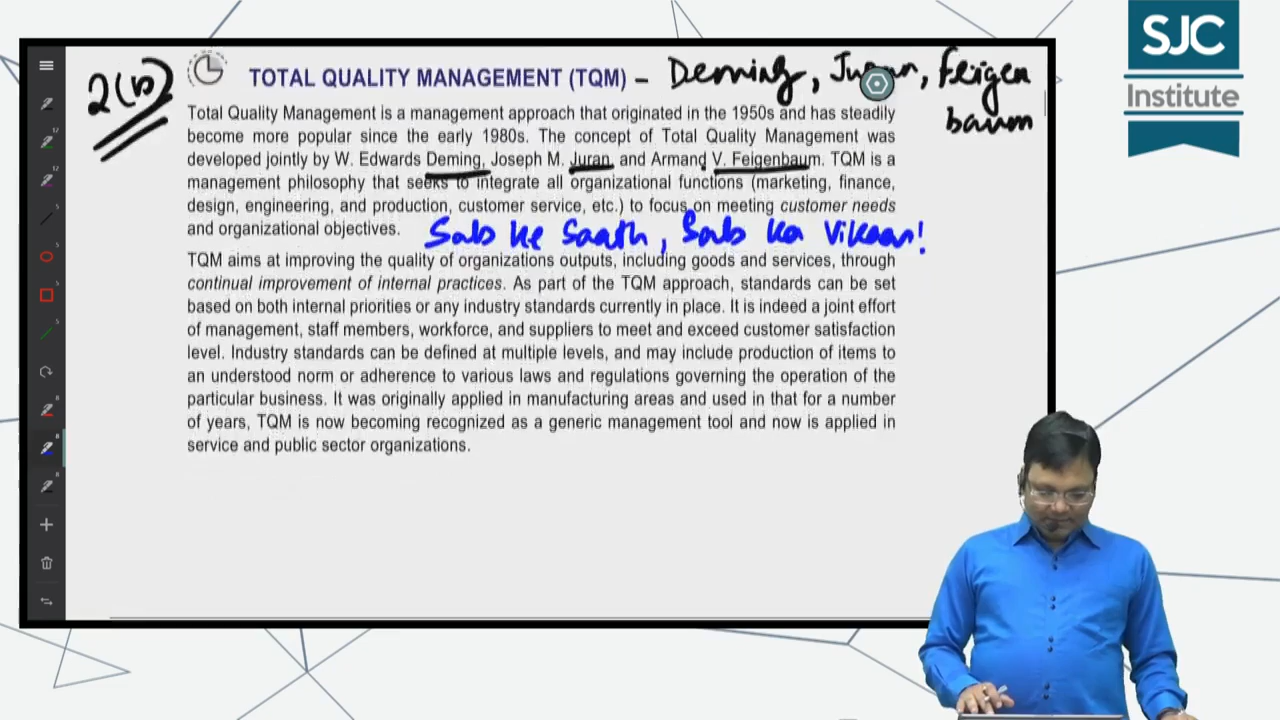 SJC
Institute
2(b)
TOTAL QUALITY MANAGEMENT (TQM) – Deming, Juran, Feigen
baum
Total Quality Management is a management approach that originated in the 1950s and has steadily
become more popular since the early 1980s. The concept of Total Quality Management was
developed jointly by W. Edwards Deming, Joseph M. Juran and Armand V. Feigenbaum. TQM is a
management philosophy that seeks to integrate all organizational functions (marketing, finance,
design, engineering, and production, customer service, etc.) to focus on meeting customer needs
and organizational objectives.
Sab ke Saath, Sab ka Vikaas!
TQM aims at improving the quality of organizations outputs, including goods and services, through
continual improvement of internal practices. As part of the TQM approach, standards can be set
based on both internal priorities or any industry standards currently in place. It is indeed a joint effort
of management, staff members, workforce, and suppliers to meet and exceed customer satisfaction
level. Industry standards can be defined at multiple levels, and may include production of items to
an understood norm or adherence to various laws and regulations governing the operation of the
particular business. It was originally applied in manufacturing areas and used in that for a number
of years, TQM is now becoming recognized as a generic management tool and now is applied in
service and public sector organizations.